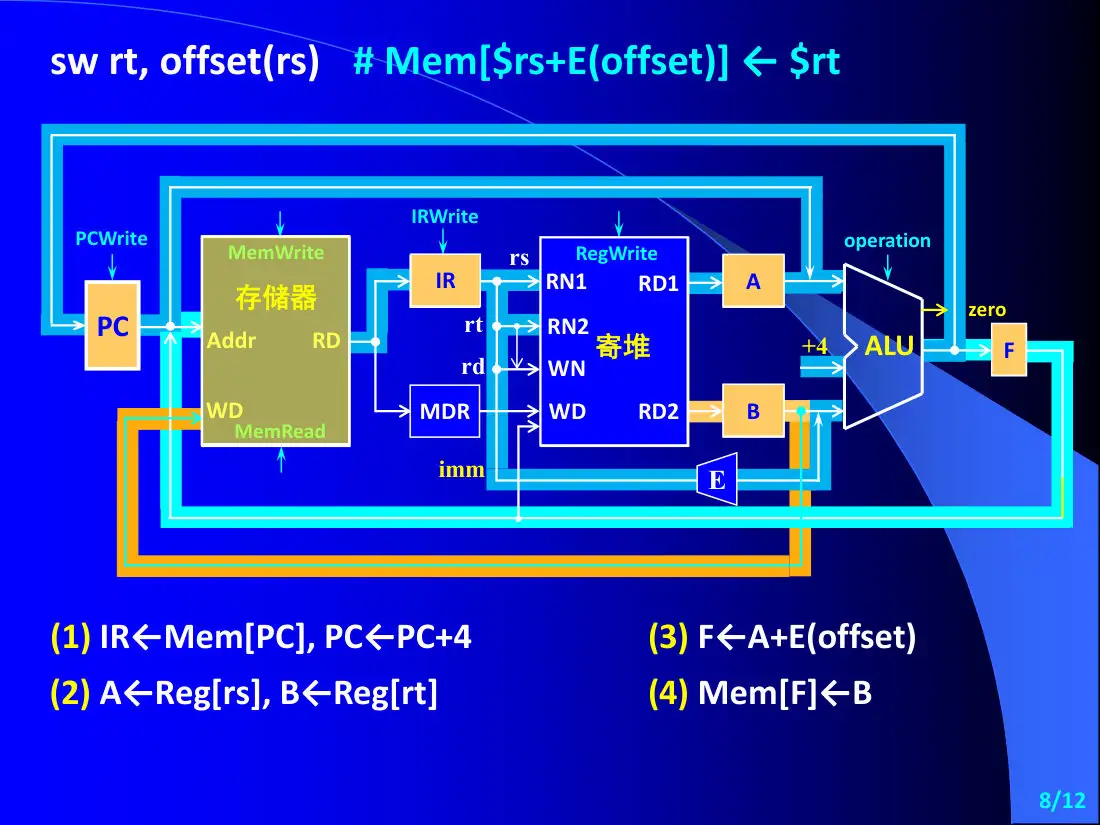 sw rt, offset(rs) # Mem[$rs+E(offset)] ← $rt
IRWrite
PCWrite
MemWrite
RegWrite
operation
rs
存储器
IR
RN1
RD1
A
zero
PC
rt
RN2
Addr
RD
寄堆
+4
ALU
F
rd
WN
WD
MDR
WD
RD2
B
MemRead
imm
E
(1) IR←Mem[PC], PC←PC+4
(3) F←A+E(offset)
(2) A←Reg[rs], B←Reg[rt]
(4) Mem[F]←B
8/12